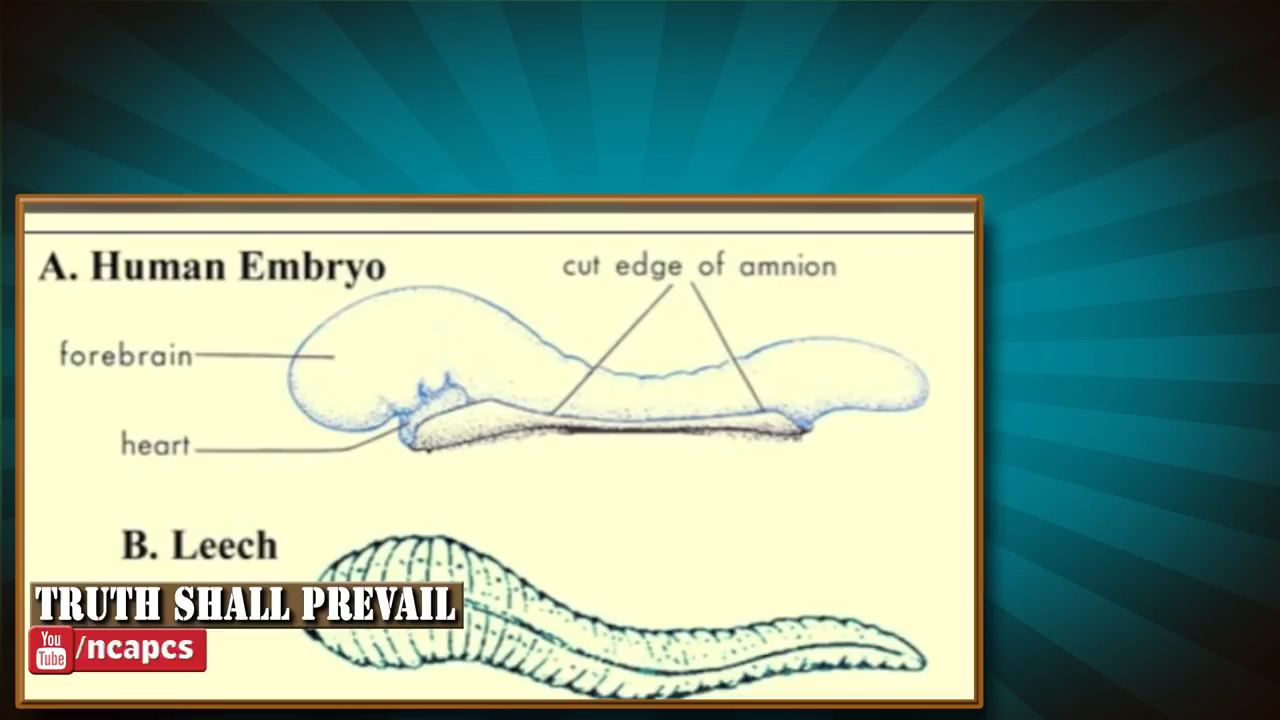 A. Human Embryo
cut edge of amnion
forebrain
heart
B. Leech
TRUTH SHALL PREVAIL
You
Tube
/ncapcs